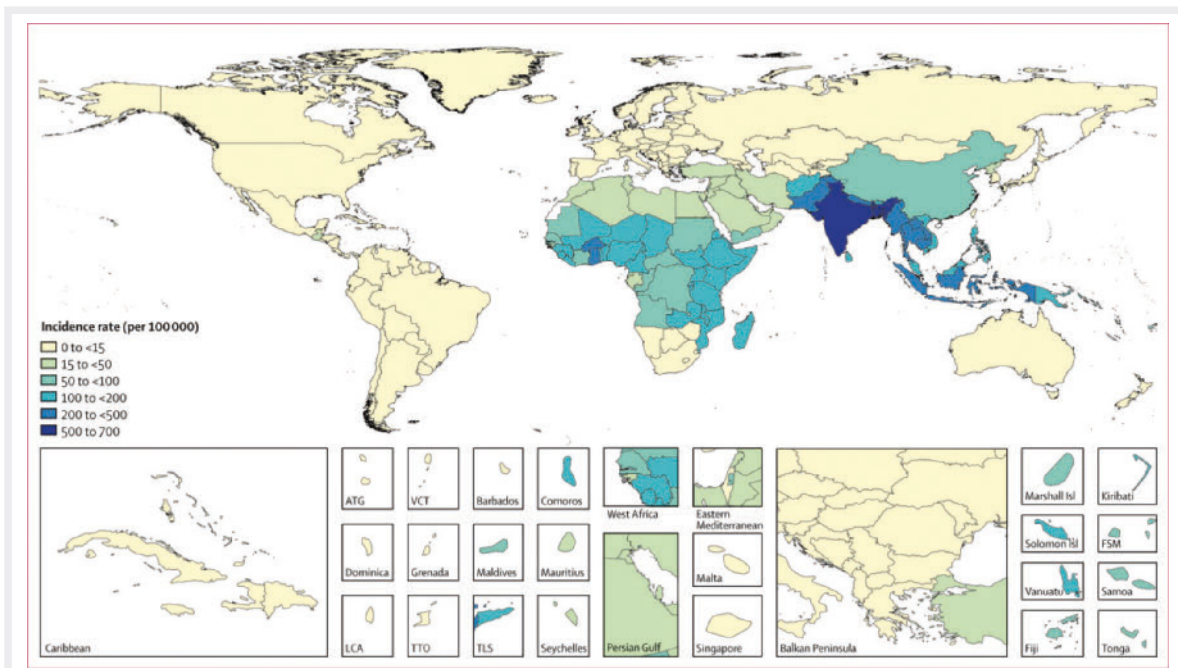 Incidence rate (per 100 000)
0 to <15
15 to <50
50 to <100
100 to <200
200 to <500
500 to 700
Caribbean
ATG
VCT
Barbados
Comoros
Dominica
Grenada
Maldives
Mauritius
LCA
TTO
TLS
Seychelles
West Africa
Eastern
Mediterranean
Persian Gulf
Malta
Singapore
Balkan Peninsula
Marshall Isl
Kiribati
Solomon Isl
FSM
Vanuatu
Samoa
Fiji
Tonga